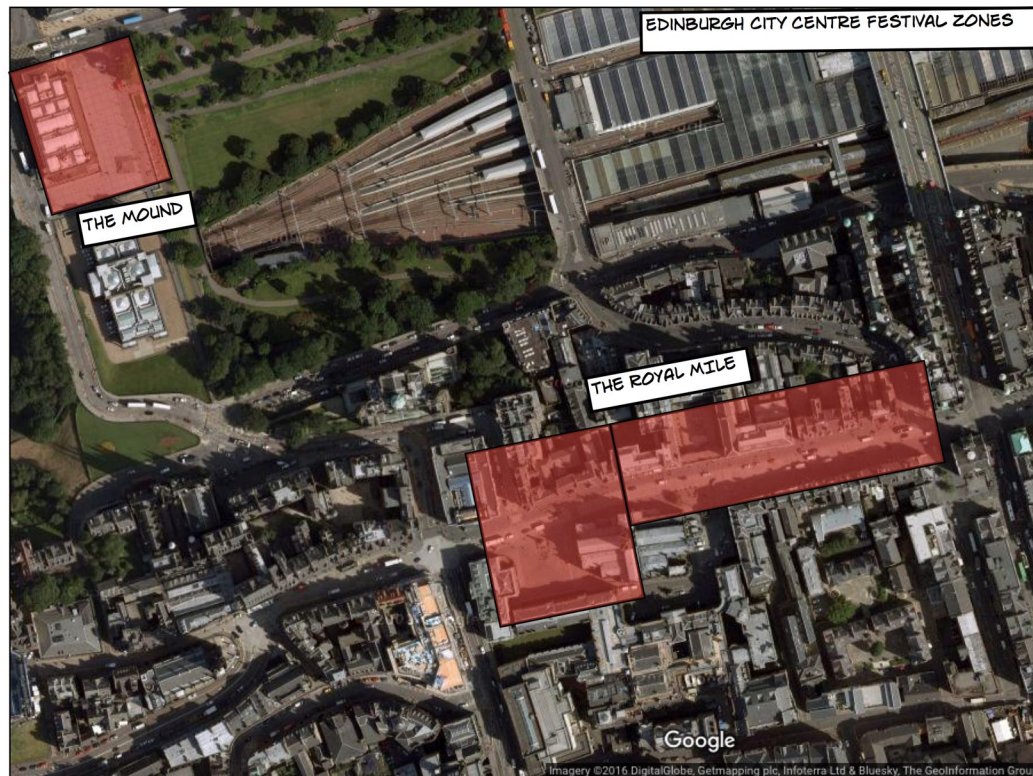 EDINBURGH CITY CENTRE FESTIVAL ZONES
THE MOUND
THE ROYAL MILE
Google
Imagery ©2016 DigitalGlobe, Getmapping plc, Infoterra Ltd & Bluesky, The GeoInformation Grou